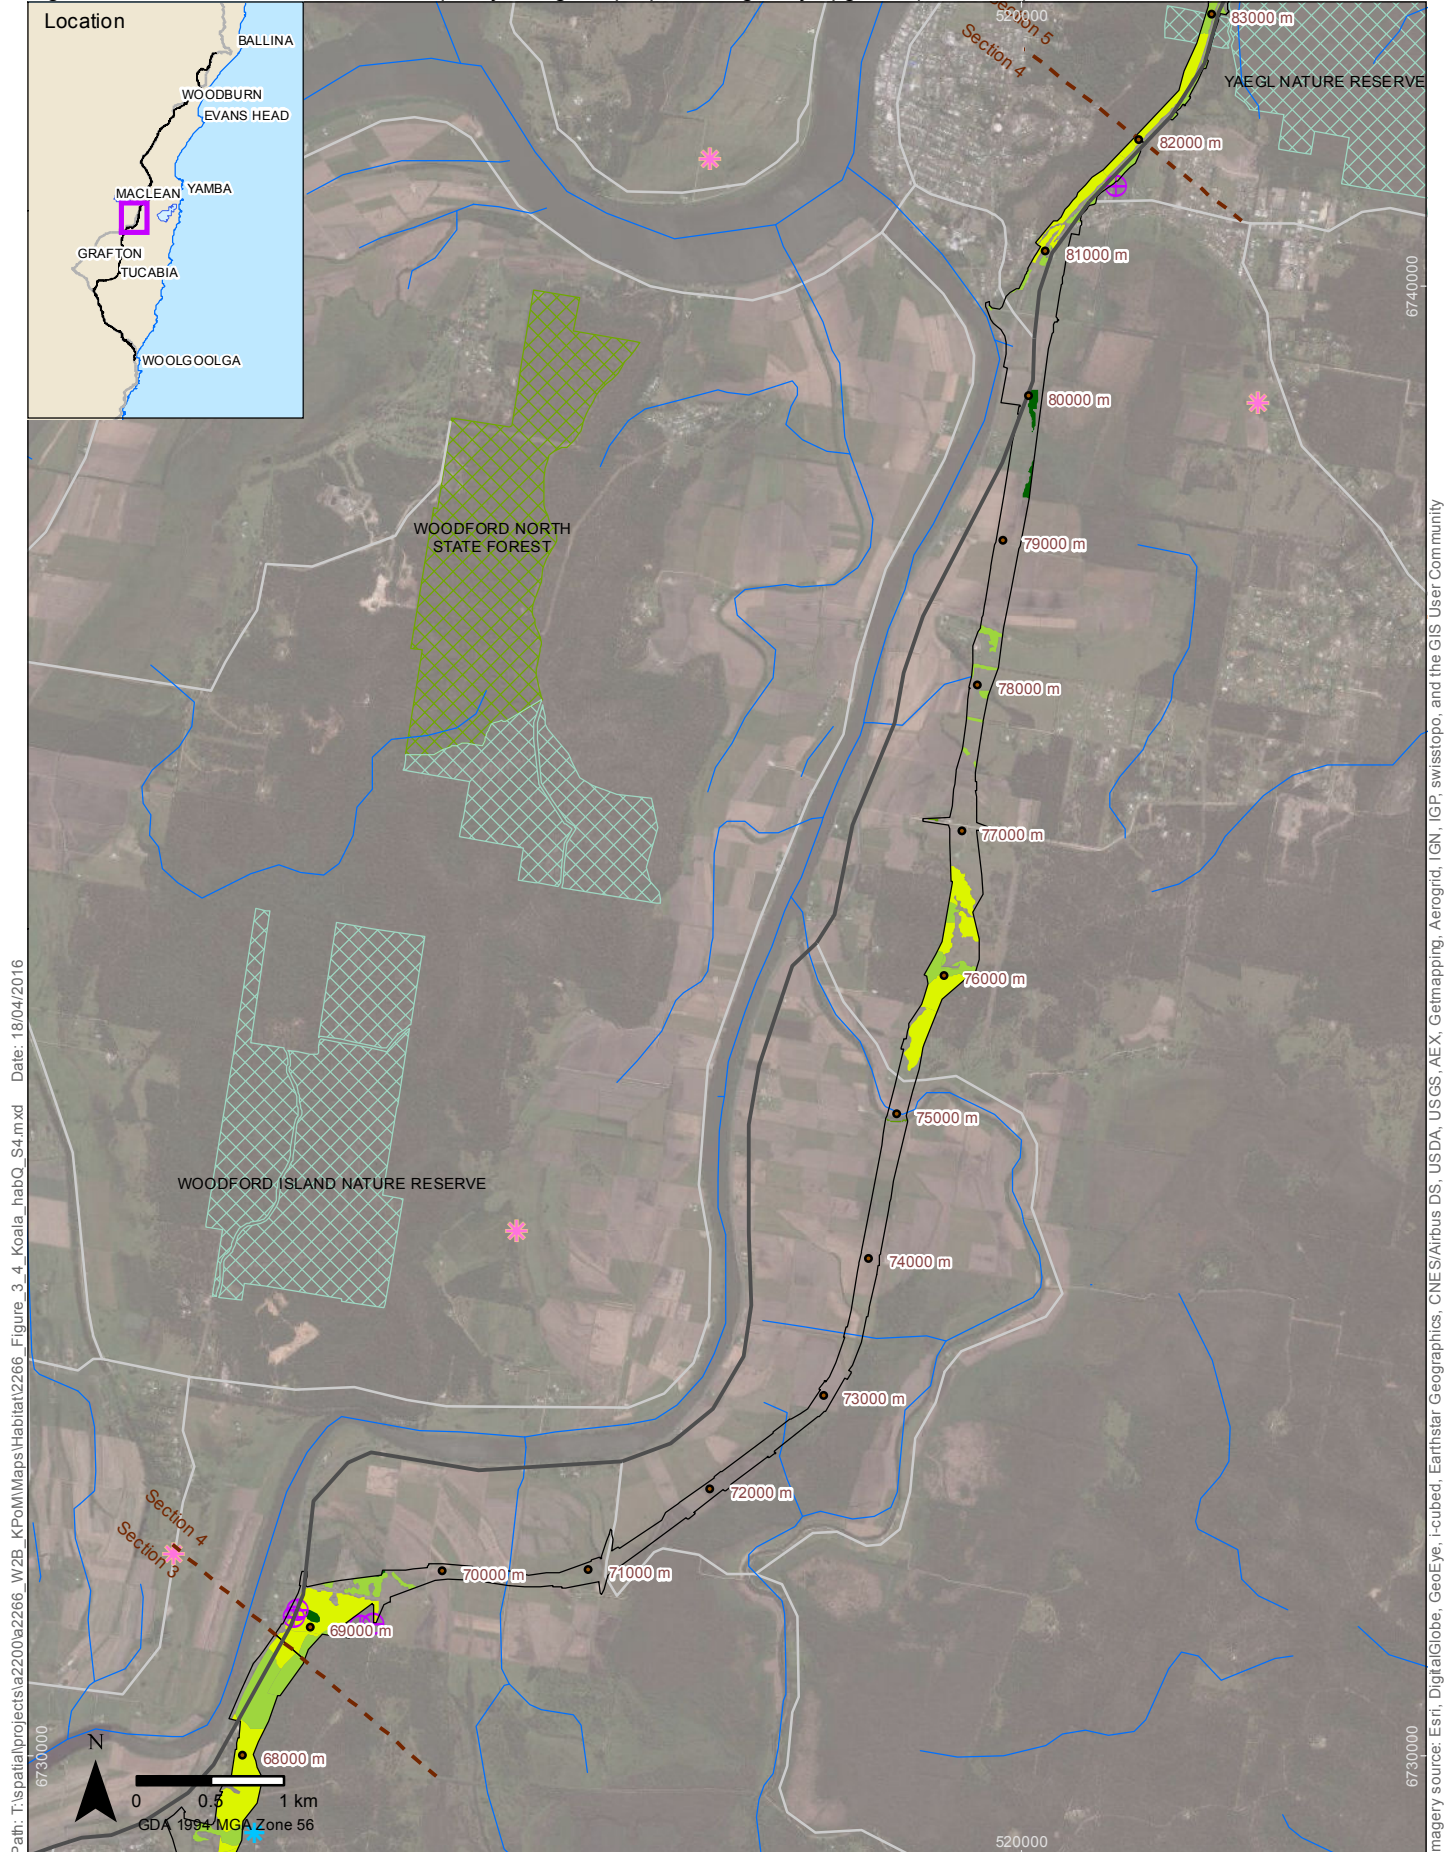 Location
BALLINA
WOODBURN
EVANS HEAD
MACLEAN
YAMBA
GRAFTON
TUCABIA
WOOLGOOLGA
520000
83000 m
Section 5
Section 4
YAEGL NATURE RESERVE
82000 m
81000 m
6740000
80000 m
WOODFORD NORTH
STATE FOREST
79000 m
78000 m
77000 m
76000 m
75000 m
WOODFORD ISLAND NATURE RESERVE
74000 m
73000 m
72000 m
Section 4
Section 3
70000 m
71000 m
69000 m
68000 m
6730000
6730000
N
0 0.5 1 km
GDA 1994 MGA Zone 56
520000
Path: T:\spatial\projects\a2200\a2266_W2B_KPoM\Maps\Habitat\2266_Figure_3_4_Koala_habQ_S4.mxd Date: 18/04/2016
magery source: Esri, DigitalGlobe, GeoEye, i-cubed, Earthstar Geographics, CNES/Airbus DS, USDA, USGS, AEX, Getmapping, Aerogrid, IGN, IGP, swisstopo, and the GIS User Community